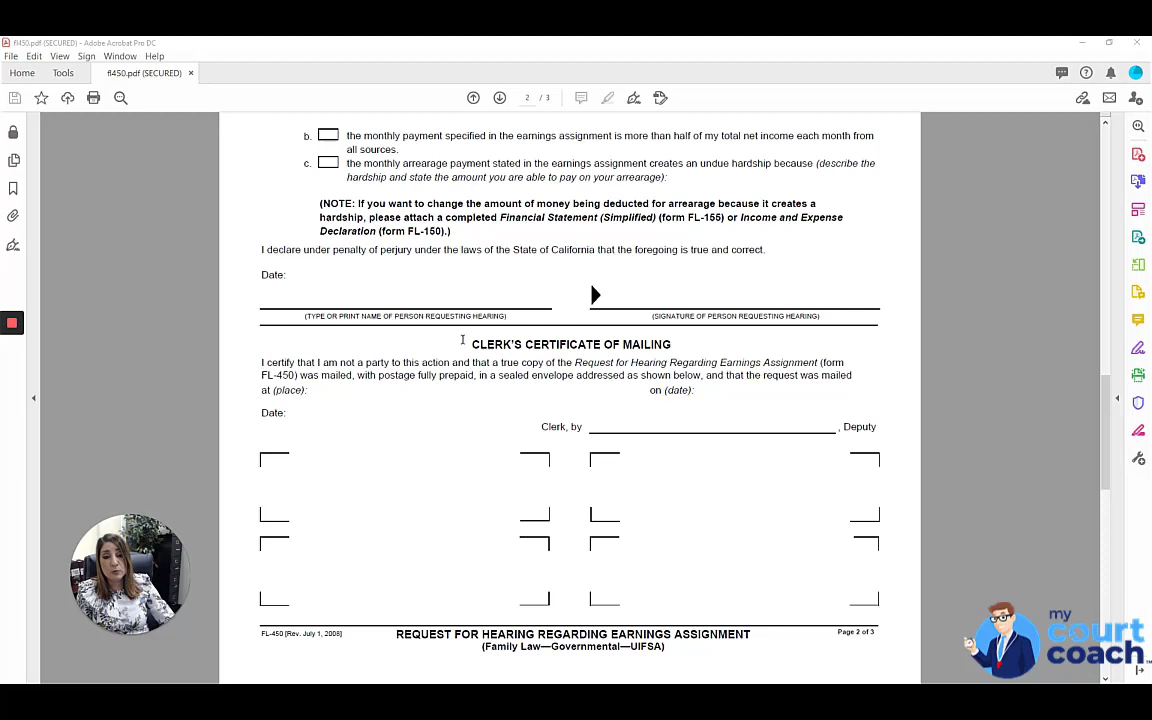 fl450.pdf (SECURED) - Adobe Acrobat Pro DC
File Edit View Sign Window Help
Home Tools fl450.pdf (SECURED) ×
2 / 3
b. the monthly payment specified in the earnings assignment is more than half of my total net income each month from
all sources.
c. the monthly arrearage payment stated in the earnings assignment creates an undue hardship because (describe the
hardship and state the amount you are able to pay on your arrearage):
(NOTE: If you want to change the amount of money being deducted for arrearage because it creates a
hardship, please attach a completed Financial Statement (Simplified) (form FL-155) or Income and Expense
Declaration (form FL-150).)
I declare under penalty of perjury under the laws of the State of California that the foregoing is true and correct.
Date:
(TYPE OR PRINT NAME OF PERSON REQUESTING HEARING) (SIGNATURE OF PERSON REQUESTING HEARING)
CLERK'S CERTIFICATE OF MAILING
I certify that I am not a party to this action and that a true copy of the Request for Hearing Regarding Earnings Assignment (form
FL-450) was mailed, with postage fully prepaid, in a sealed envelope addressed as shown below, and that the request was mailed
at (place): on (date):
Date:
Clerk, by , Deputy
FL-450 [Rev. July 1, 2008] REQUEST FOR HEARING REGARDING EARNINGS ASSIGNMENT Page 2 of 3
(Family Law—Governmental—UIFSA)
my
court
coach